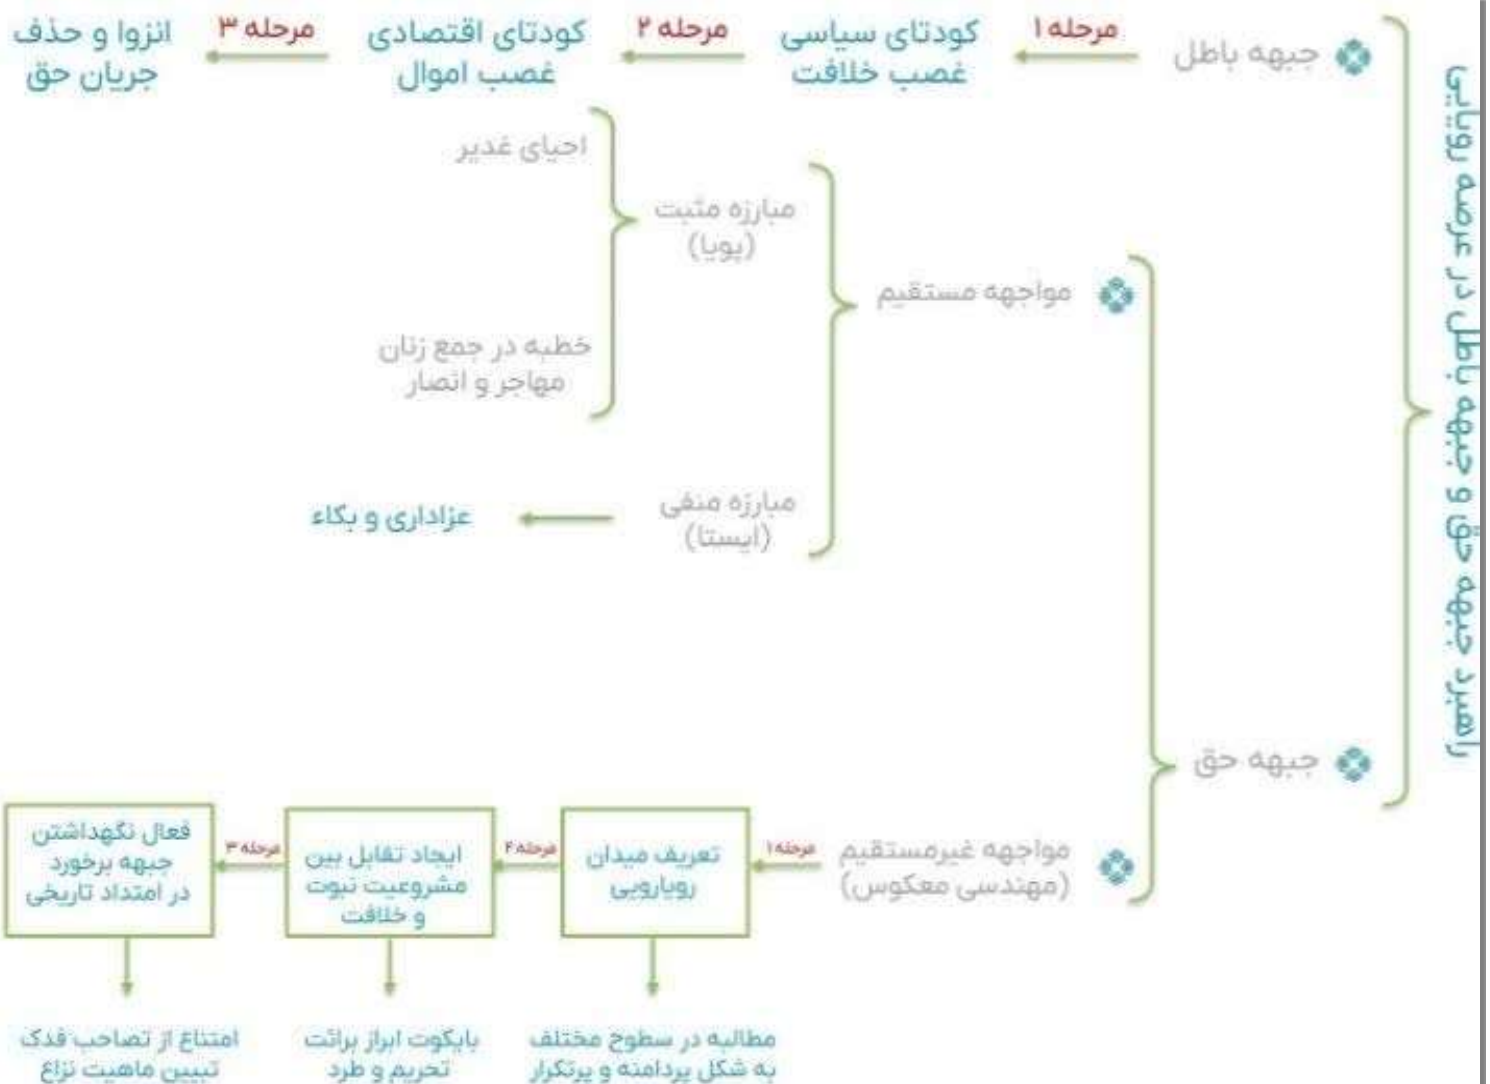 راهبرد جبهه حق و جبهه باطل در عرصه رویایی
جبهه باطل
مرحله ۱
کودتای سیاسی
غصب خلافت
مرحله ۲
کودتای اقتصادی
غصب اموال
مرحله ۳
انزوا و حذف
جریان حق
جبهه حق
مواجهه مستقیم
مبارزه مثبت
(پویا)
احیای غدیر
خطبه در جمع زنان
مهاجر و انصار
مبارزه منفی
(ایستا)
عزاداری و بکاء
مواجهه غیرمستقیم
(مهندسی معکوس)
مرحله ۱
تعریف میدان
رویارویی
مرحله ۲
ایجاد تقابل بین
مشروعیت نبوت
و خلافت
مرحله ۳
فعال نگهداشتن
جبهه برخورد
در امتداد تاریخی
مطالبه در سطوح مختلف
به شکل پردامنه و پرتکرار
بایکوت ابراز برائت
تحریم و طرد
امتناع از تصاحب فدک
تبیین ماهیت نزاع